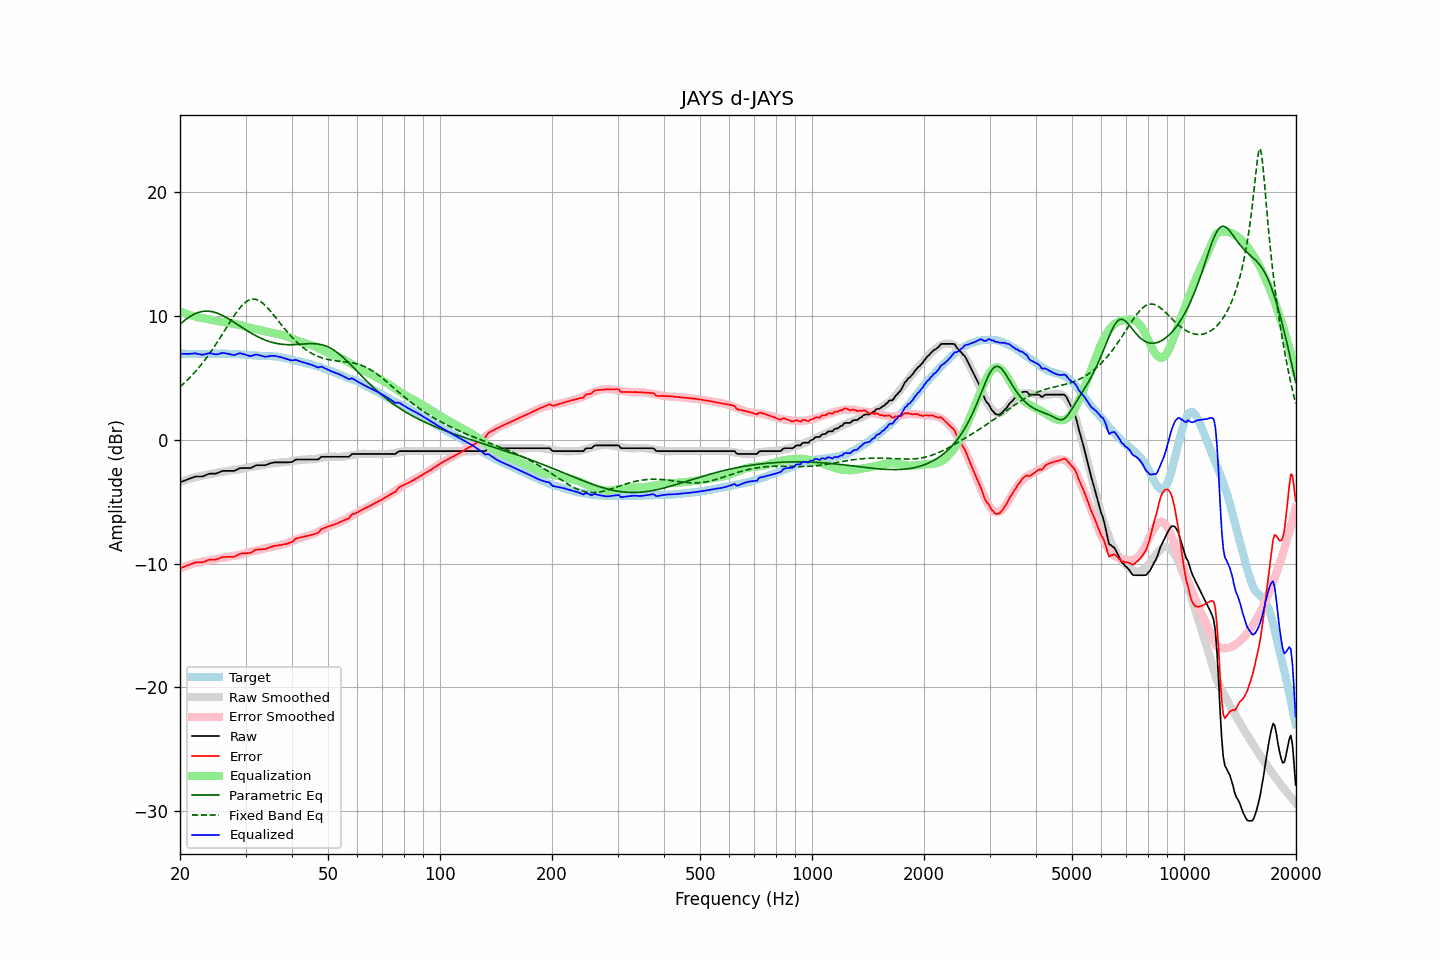 JAYS d-JAYS
Amplitude (dBr)
20
10
0
−10
−20
−30
Target
Raw Smoothed
Error Smoothed
Raw
Error
Equalization
Parametric Eq
Fixed Band Eq
Equalized
20 50 100 200 500 1000 2000 5000 10000 20000
Frequency (Hz)